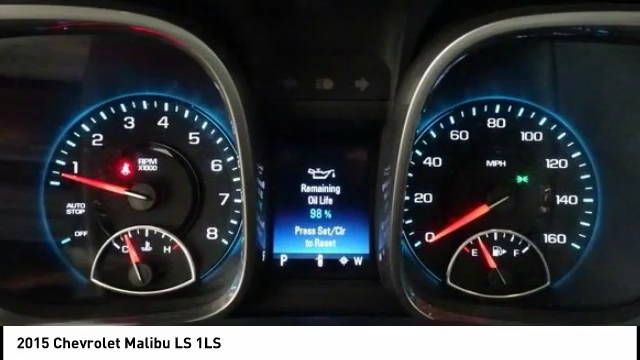 1 2 3 4 5 6 7 8
RPM
X1000
AUTO
STOP
OFF
C H
Remaining
Oil Life
98 %
Press Set/Clr
to Reset
F P W
0 20 40 60 80 100 120 140 160
MPH
E F
2015 Chevrolet Malibu LS 1LS